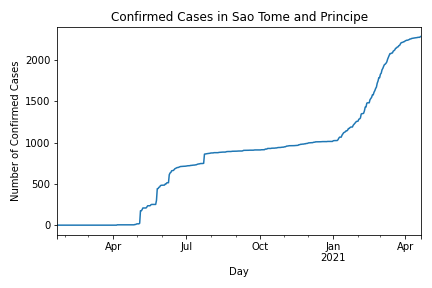 Confirmed Cases in Sao Tome and Principe
Number of Confirmed Cases
2000
1500
1000
500
0
Apr
Jul
Oct
Jan
2021
Apr
Day